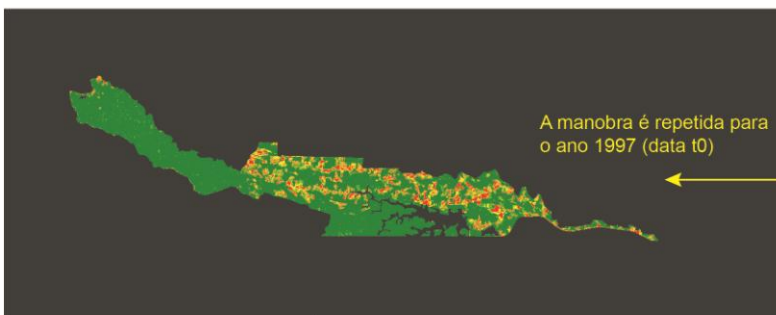 A manobra é repetida para
o ano 1997 (data t0)